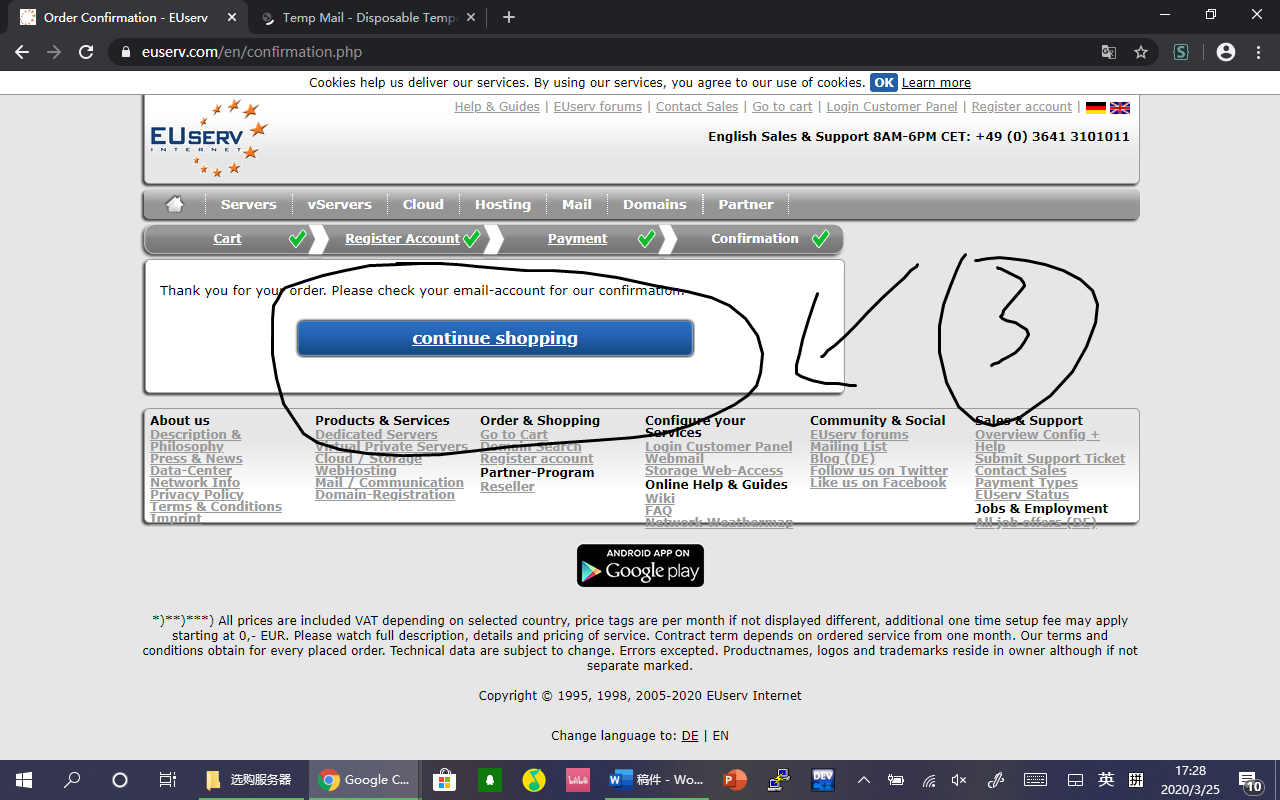 Order Confirmation - EUserv
Temp Mail - Disposable Temp
euserv.com/en/confirmation.php
Cookies help us deliver our services. By using our services, you agree to our use of cookies. OK Learn more
Help & Guides | EUserv forums | Contact Sales | Go to cart | Login Customer Panel | Register account |
EUSERV
INTERNET
English Sales & Support 8AM-6PM CET: +49 (0) 3641 3101011
Servers vServers Cloud Hosting Mail Domains Partner
Cart Register Account Payment Confirmation
Thank you for your order. Please check your email-account for our confirmation.
continue shopping
3
About us
Description &
Philosophy
Press & News
Data-Center
Network Info
Privacy Policy
Terms & Conditions
Imprint
Products & Services
Dedicated Servers
Virtual Private Servers
Cloud / Storage
WebHosting
Mail / Communication
Domain-Registration
Order & Shopping
Go to Cart
Domain Search
Register account
Partner-Program
Reseller
Configure your
Services
Login Customer Panel
Webmail
Storage Web-Access
Online Help & Guides
Wiki
FAQ
Network Weathermap
Community & Social
EUserv forums
Mailing List
Blog (DE)
Follow us on Twitter
Like us on Facebook
Sales & Support
Overview Config +
Help
Submit Support Ticket
Contact Sales
Payment Types
EUserv Status
Jobs & Employment
All job offers (DE)
ANDROID APP ON
Google play
*)**)***) All prices are included VAT depending on selected country, price tags are per month if not displayed different, additional one time setup fee may apply
starting at 0,- EUR. Please watch full description, details and pricing of service. Contract term depends on ordered service from one month. Our terms and
conditions obtain for every placed order. Technical data are subject to change. Errors excepted. Productnames, logos and trademarks reside in owner although if not
separate marked.
Copyright © 1995, 1998, 2005-2020 EUserv Internet
Change language to: DE | EN
选购服务器
Google C...
稿件 - Wo...
DEV
英
拼
17:28
2020/3/25
10